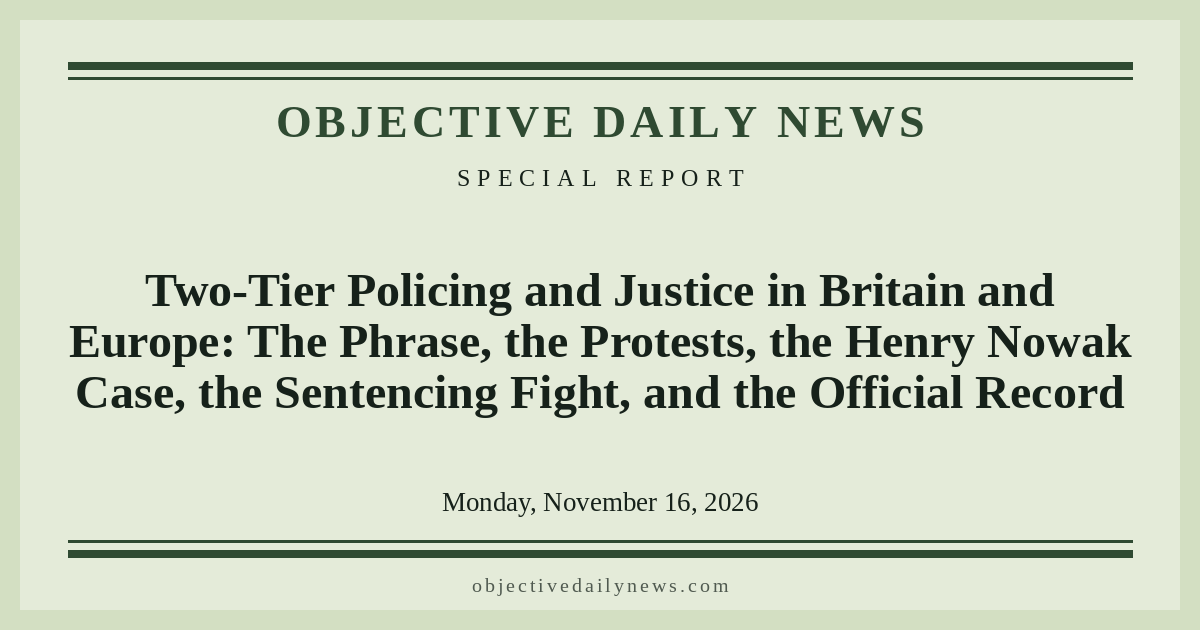 OBJECTIVE DAILY NEWS
SPECIAL REPORT
Two-Tier Policing and Justice in Britain and
Europe: The Phrase, the Protests, the Henry Nowak
Case, the Sentencing Fight, and the Official Record
Monday, November 16, 2026
objectivedailynews.com